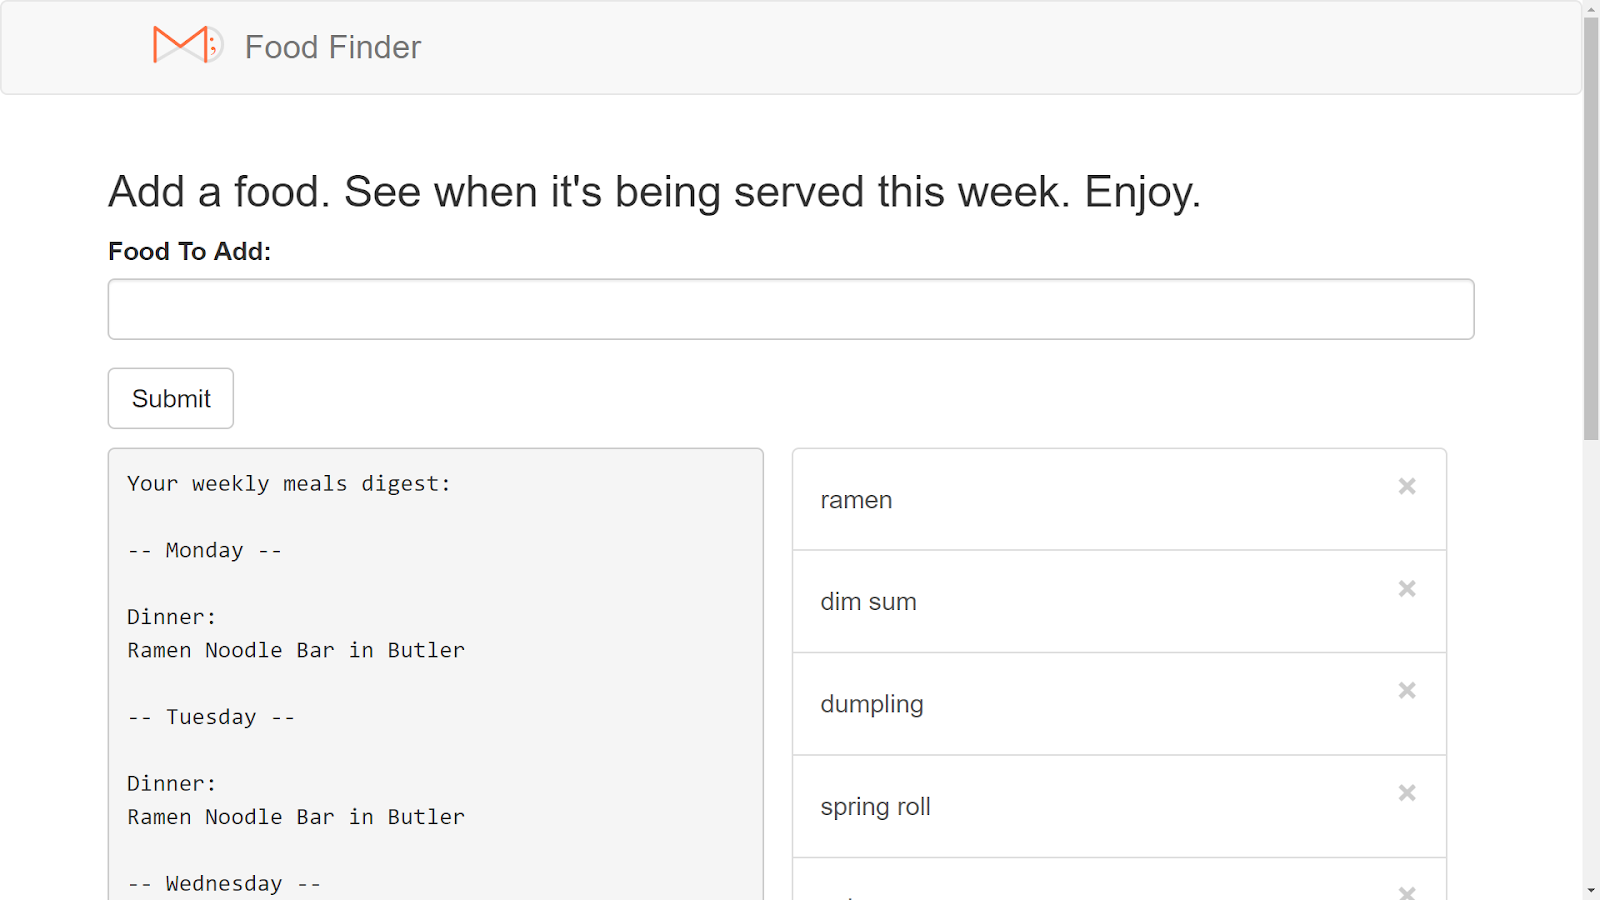 Food Finder
Add a food. See when it's being served this week. Enjoy.
Food To Add:
Submit
Your weekly meals digest:
-- Monday --
Dinner:
Ramen Noodle Bar in Butler
-- Tuesday --
Dinner:
Ramen Noodle Bar in Butler
-- Wednesday --
ramen
dim sum
dumpling
spring roll